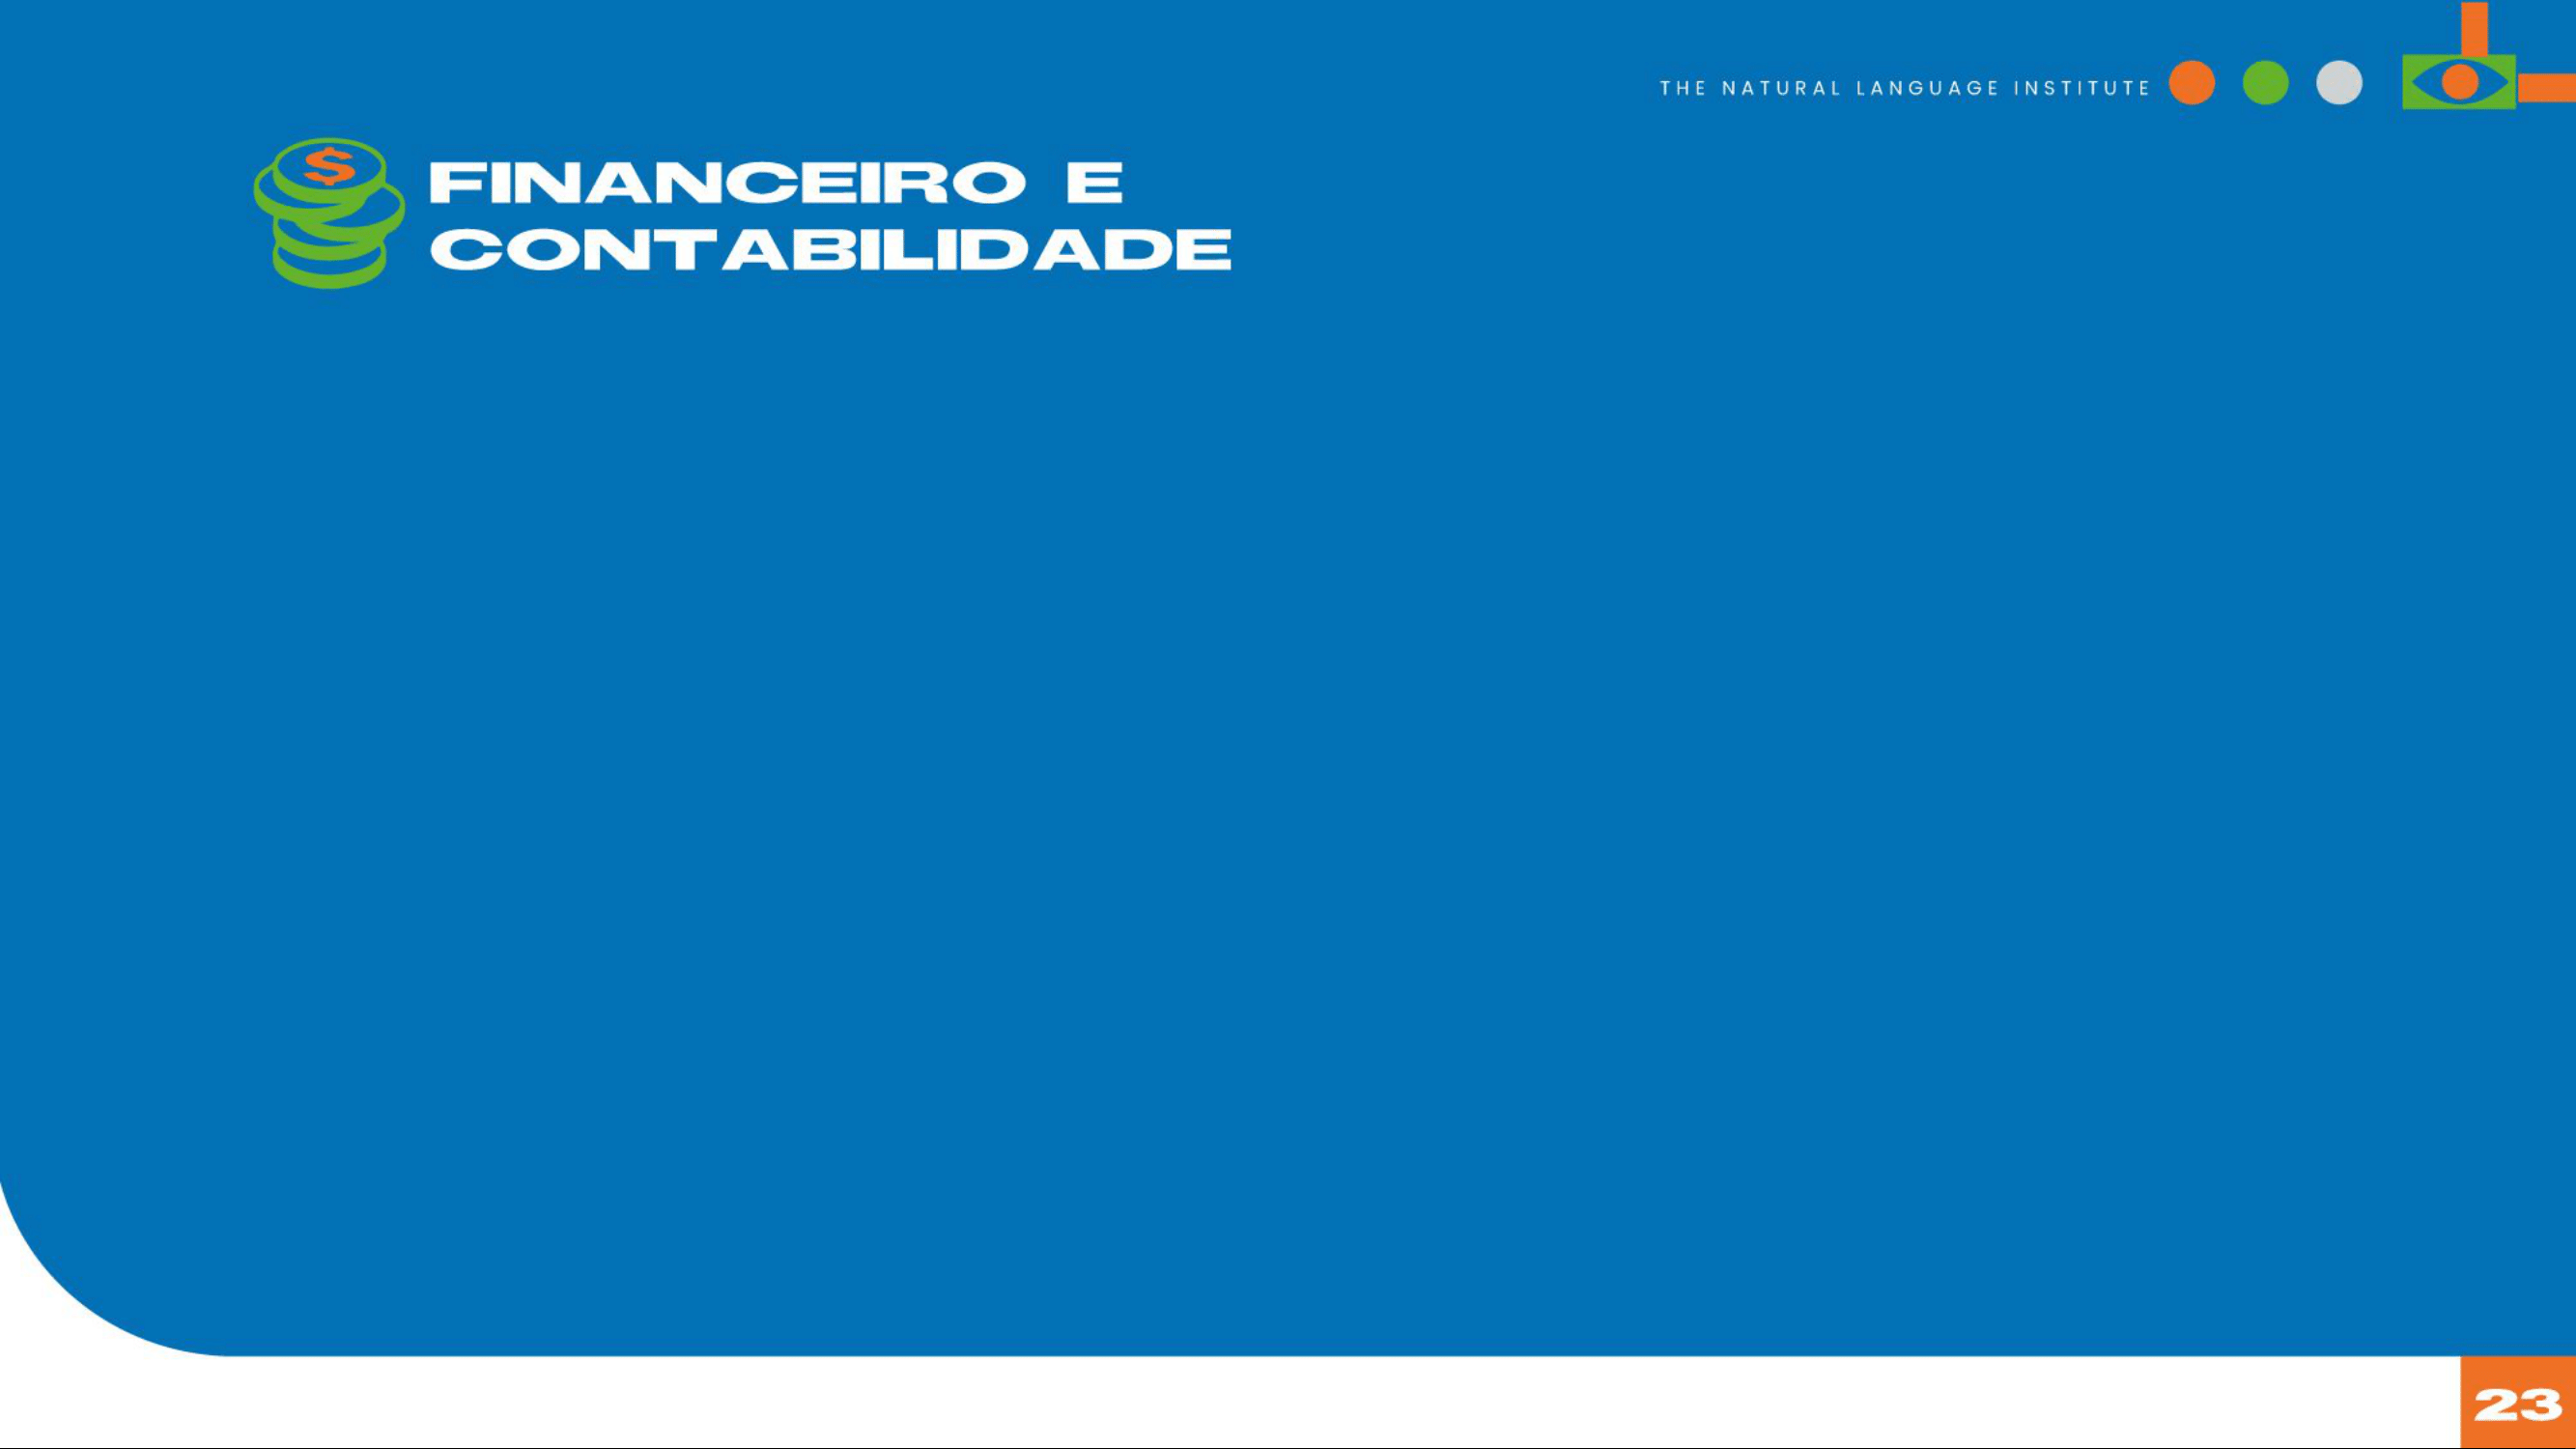 THE NATURAL LANGUAGE INSTITUTE
$
FINANCEIRO E
CONTABILIDADE
23